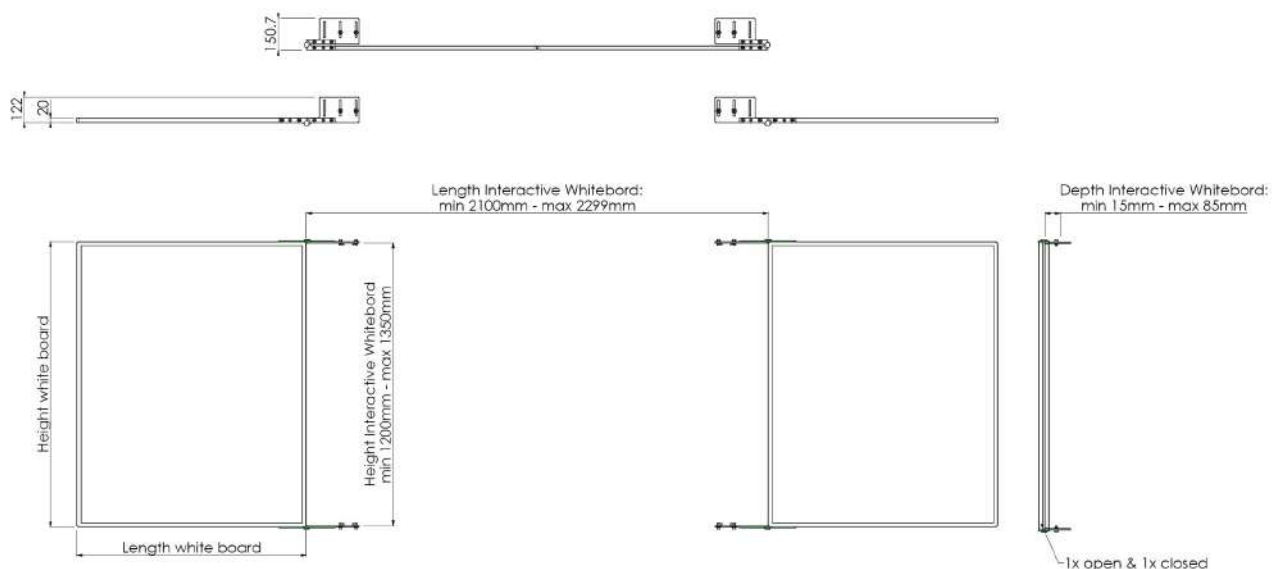 150.7
122
20
Length Interactive Whitebord:
min 2100mm - max 2299mm
Depth Interactive Whitebord:
min 15mm - max 85mm
Height white board
Height Interactive Whitebord
min 1200mm - max 1350mm
Length white board
1x open & 1x closed